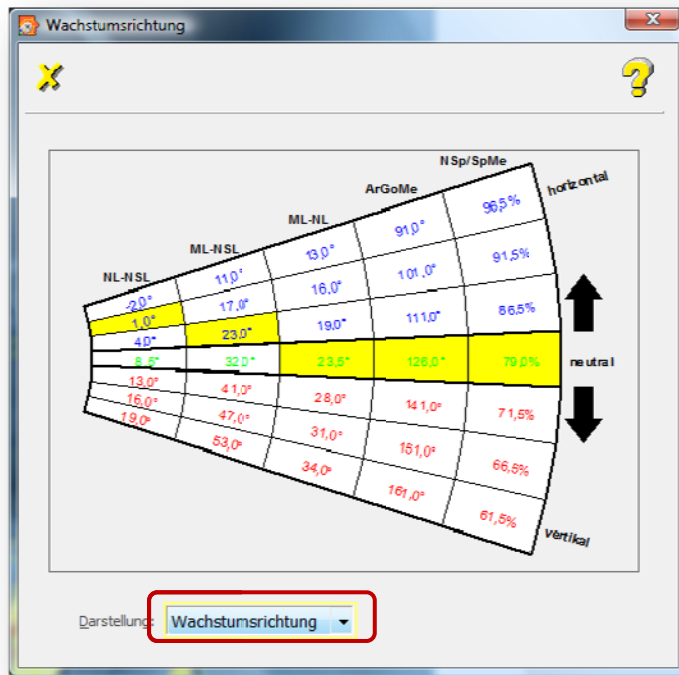 Wachstumsrichtung
NSp/SpMe
ArGoMe
ML-NL
ML-NSL
NL-NSL
horizontal
-2,0° 11,0° 13,0° 91,0° 96,5%
1,0° 17,0° 16,0° 101,0° 91,5%
4,0° 23,0° 19,0° 111,0° 86,5%
8,5° 32,0° 23,5° 126,0° 79,0% neutral
13,0° 41,0° 28,0° 141,0° 71,5%
16,0° 47,0° 31,0° 151,0° 66,5%
19,0° 53,0° 34,0° 161,0° 61,5%
vertikal
Darstellung: Wachstumsrichtung